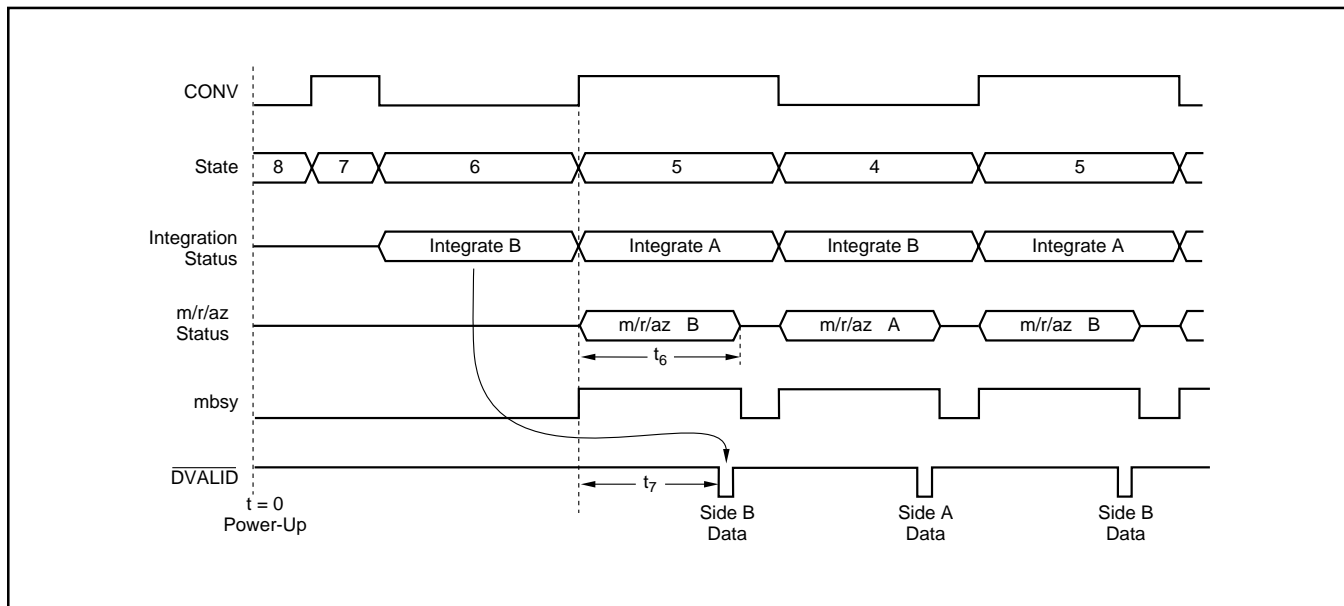 CONV
State
8
7
6
5
4
5
Integration
Status
Integrate B
Integrate A
Integrate B
Integrate A
m/r/az
Status
m/r/az B
m/r/az A
m/r/az B
t6
mbsy
DVALID
t7
t = 0
Power-Up
Side B
Data
Side A
Data
Side B
Data